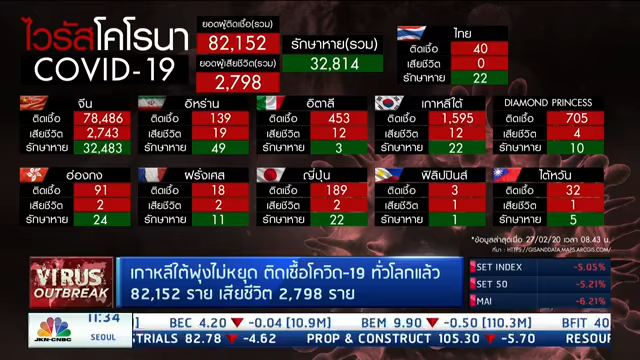 ไวรัสโคโรนา
COVID-19
ยอดผู้ติดเชื้อ(รวม)
82,152
ยอดผู้เสียชีวิต(รวม)
2,798
รักษาหาย(รวม)
32,814
ไทย
ติดเชื้อ 40
เสียชีวิต 0
รักษาหาย 22
จีน
ติดเชื้อ 78,486
เสียชีวิต 2,743
รักษาหาย 32,483
อิหร่าน
ติดเชื้อ 139
เสียชีวิต 19
รักษาหาย 49
อิตาลี
ติดเชื้อ 453
เสียชีวิต 12
รักษาหาย 3
เกาหลีใต้
ติดเชื้อ 1,595
เสียชีวิต 12
รักษาหาย 22
DIAMOND PRINCESS
ติดเชื้อ 705
เสียชีวิต 4
รักษาหาย 10
ฮ่องกง
ติดเชื้อ 91
เสียชีวิต 2
รักษาหาย 24
ฝรั่งเศส
ติดเชื้อ 18
เสียชีวิต 2
รักษาหาย 11
ญี่ปุ่น
ติดเชื้อ 189
เสียชีวิต 2
รักษาหาย 22
ฟิลิปปินส์
ติดเชื้อ 3
เสียชีวิต 1
รักษาหาย 1
ไต้หวัน
ติดเชื้อ 32
เสียชีวิต 1
รักษาหาย 5
*ข้อมูลล่าสุดเมื่อ 27/02/20 เวลา 08.43 น.
ที่มา : HTTPS://GISANDDATA.MAPS.ARCGIS.COM/
VIRUS
OUTBREAK
เกาหลีใต้พุ่งไม่หยุด ติดเชื้อโควิด-19 ทั่วโลกแล้ว
82,152 ราย เสียชีวิต 2,798 ราย
SET INDEX -5.05%
SET 50 -5.21%
MAI -6.21%
JKN-CNBC
11:34
SEOUL
BEC 4.20 ▼ -0.04 [10.9M] BEM 9.90 ▼ -0.50 [110.3M] BFIT 40
STRIALS 82.78 ▼ -4.62 PROP & CONSTRUCT 105.30 ▼ -5.70 RESOUR